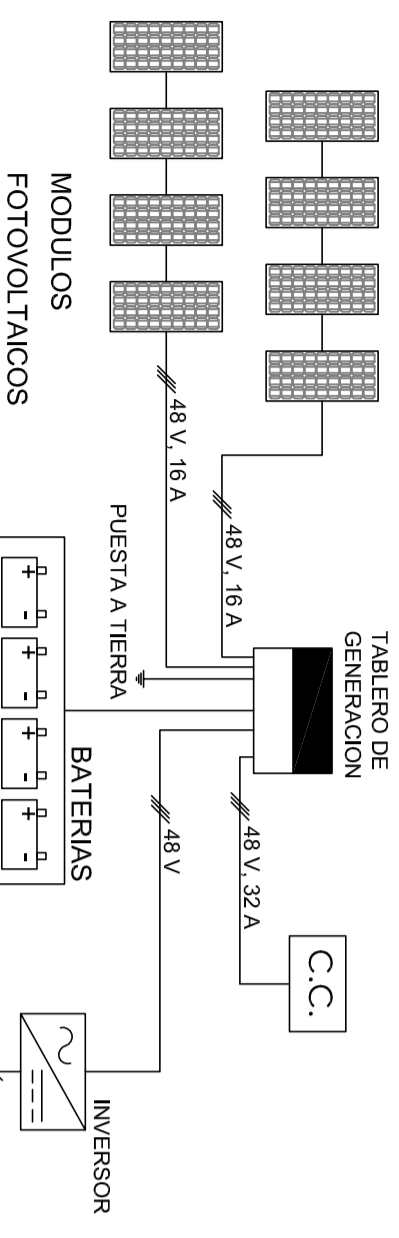 TABLERO DE
GENERACION
C.C.
48 V, 16 A
48 V, 16 A
48 V, 32 A
PUESTA A TIERRA
48 V
MODULOS
FOTOVOLTAICOS
BATERIAS
+ - + - + - + -
INVERSOR